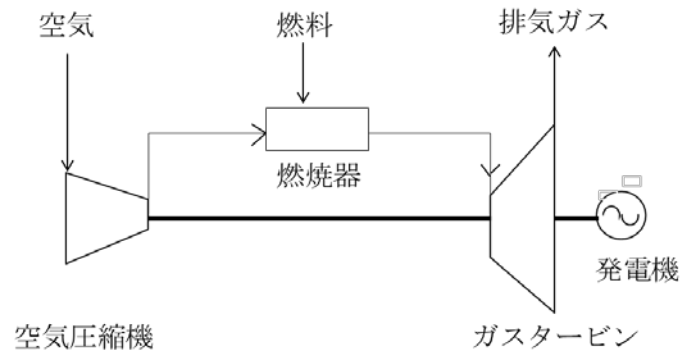 空気
燃料
排気ガス
燃焼器
発電機
空気圧縮機
ガスタービン